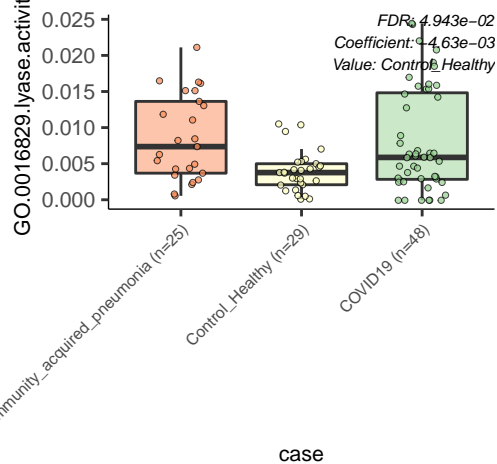 FDR: 4.943e−02
Coefficient: −4.63e−03
Value: Control_Healthy
GO.0016829.lyase.activit
0.025
0.020
0.015
0.010
0.005
0.000
mmunity_acquired_pneumonia (n=25)
Control_Healthy (n=29)
COVID19 (n=48)
case